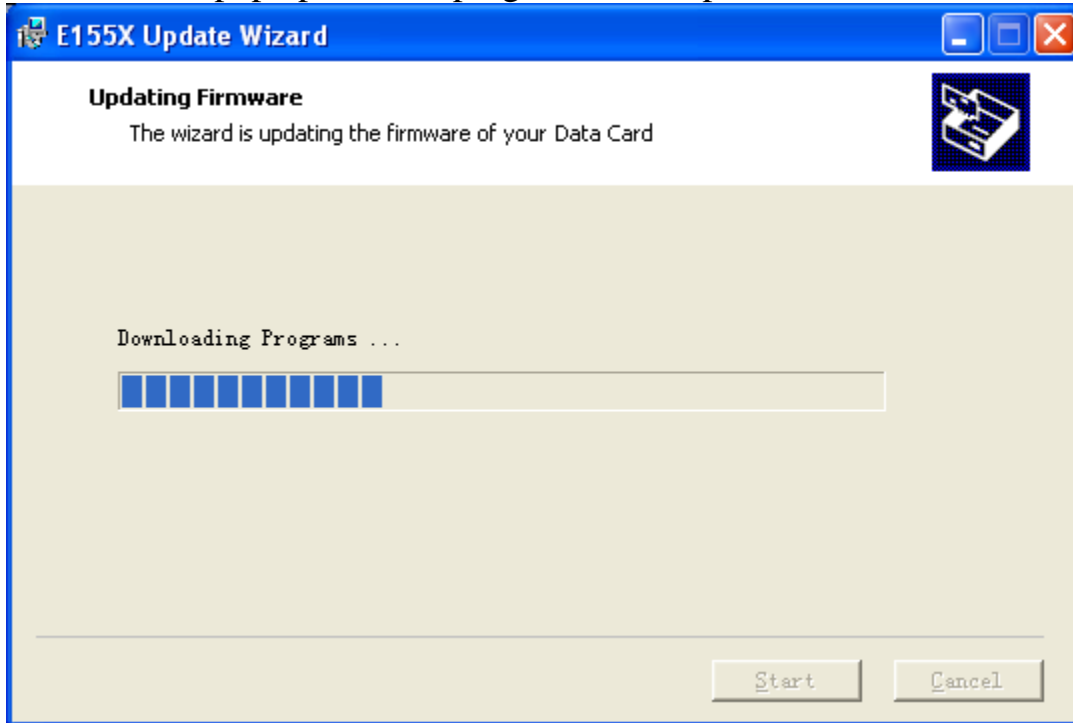 E155X Update Wizard
Updating Firmware
The wizard is updating the firmware of your Data Card
Downloading Programs ...
Start
Cancel